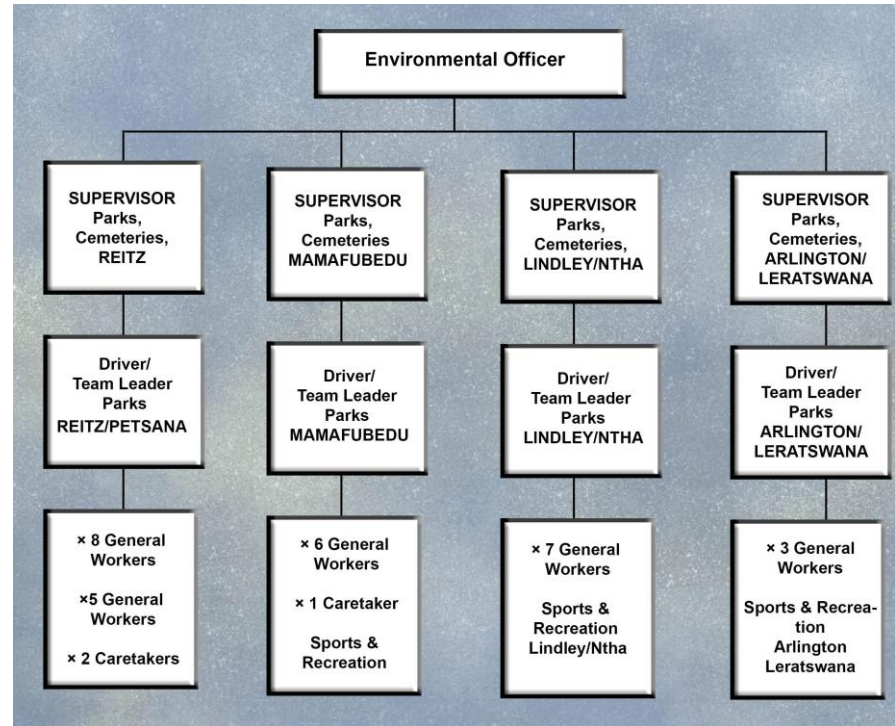 Environmental Officer
SUPERVISOR
Parks,
Cemeteries,
REITZ
SUPERVISOR
Parks,
Cemeteries
MAMAFUBEDU
SUPERVISOR
Parks,
Cemeteries,
LINDLEY/NTHA
SUPERVISOR
Parks,
Cemeteries,
ARLINGTON/
LERATSWANA
Driver/
Team Leader
Parks
REITZ/PETSANA
Driver/
Team Leader
Parks
MAMAFUBEDU
Driver/
Team Leader
Parks
LINDLEY/NTHA
Driver/
Team Leader
Parks
ARLINGTON/
LERATSWANA
× 8 General
Workers
×5 General
Workers
× 2 Caretakers
× 6 General
Workers
× 1 Caretaker
Sports &
Recreation
× 7 General
Workers
Sports &
Recreation
Lindley/Ntha
× 3 General
Workers
Sports & Recrea-
tion
Arlington
Leratswana